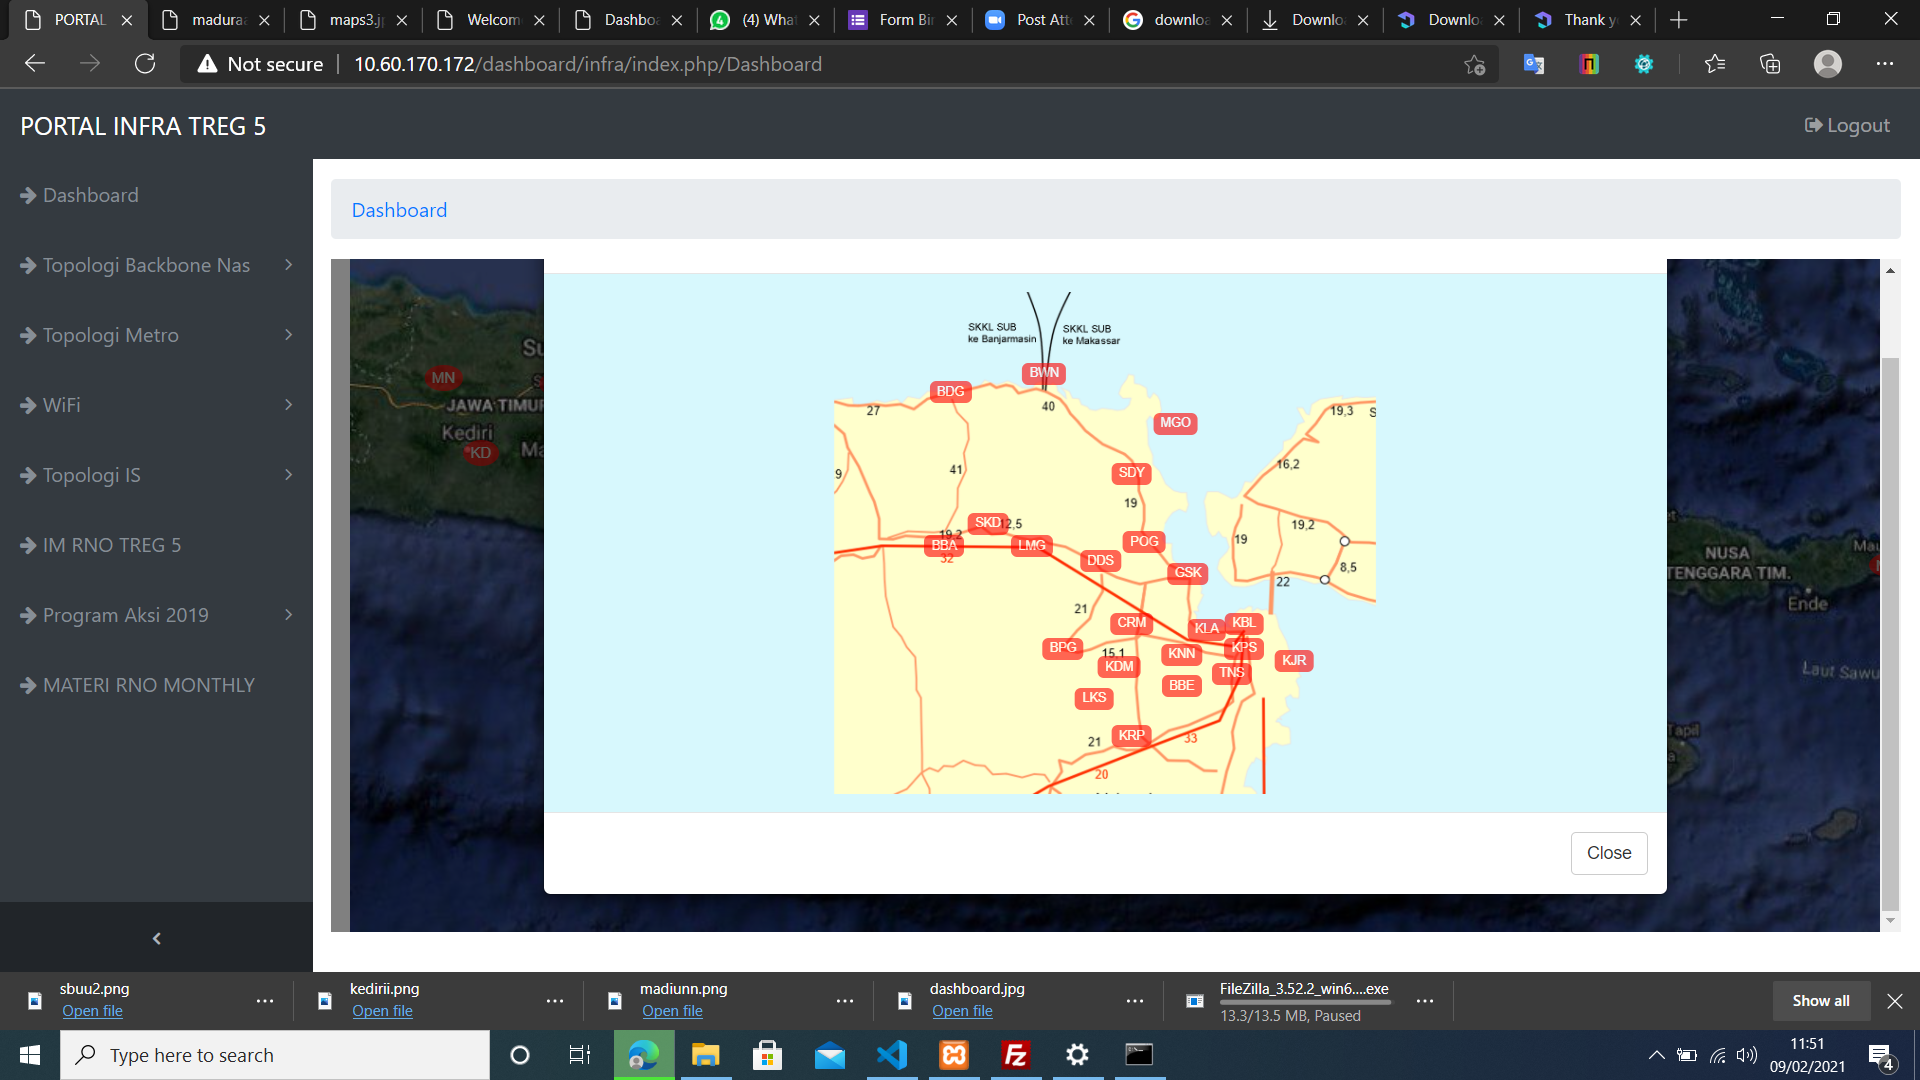 PORTAL
madura
maps3.j
Welcom
Dashbo
(4) What
Form Bi
Post Att
downlo
Downlo
Downlo
Thank y
Not secure
10.60.170.172/dashboard/infra/index.php/Dashboard
PORTAL INFRA TREG 5
Logout
Dashboard
Topologi Backbone Nas
Topologi Metro
WiFi
Topologi IS
IM RNO TREG 5
Program Aksi 2019
MATERI RNO MONTHLY
Dashboard
Su
MN
S
JAWA TIMUR
Kediri
KD
Ma
SKKL SUB
ke Banjarmasin
SKKL SUB
ke Makassar
BWN
BDG
27
40
MGO
19,3
S
9
41
SDY
16,2
19
SKD
12,5
19,2
BBA
32
LMG
POG
DDS
GSK
19
19,2
8,5
22
21
CRM
KLA
KBL
BPG
15,1
KDM
KNN
KPS
KJR
TNS
LKS
BBE
21
KRP
33
20
NUSA
TENGGARA TIM.
Mau
Ende
Laut Sawu
Tapil
Close
sbuu2.png
Open file
kedirii.png
Open file
madiunn.png
Open file
dashboard.jpg
Open file
FileZilla_3.52.2_win6....exe
13.3/13.5 MB, Paused
Show all
Type here to search
11:51
09/02/2021
4